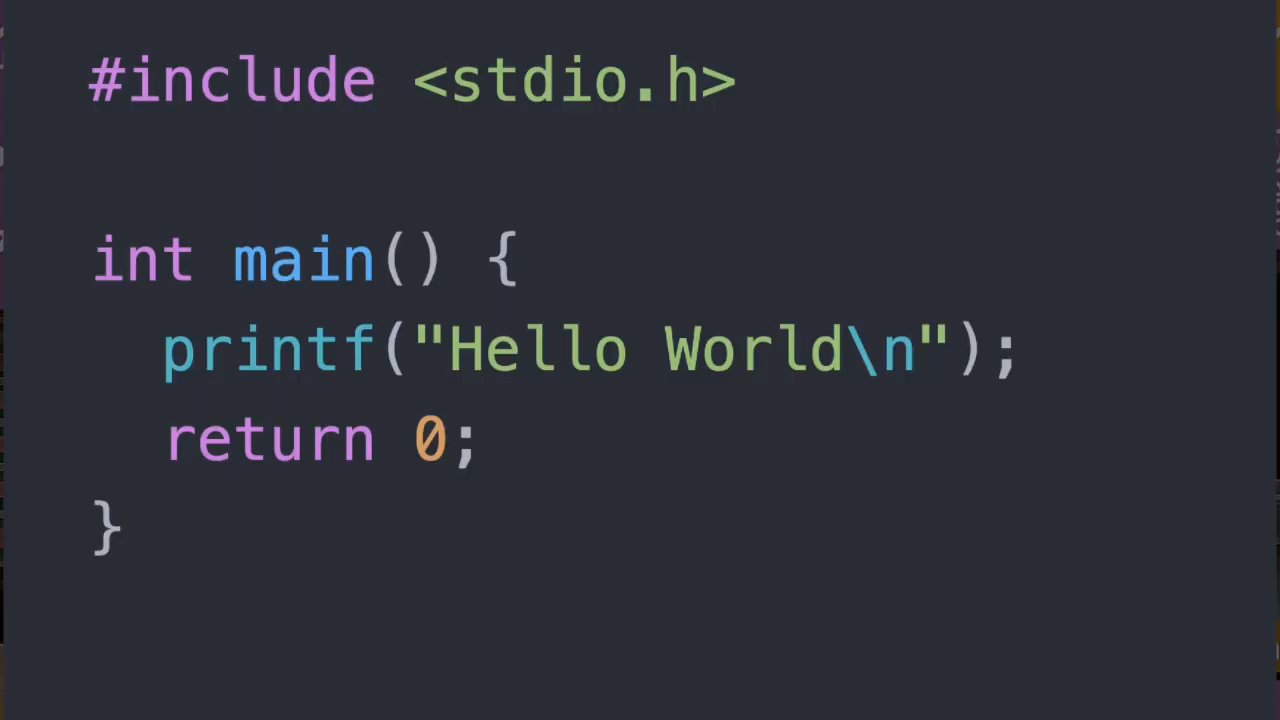 #include <stdio.h>
int main() {
  printf("Hello World\n");
  return 0;
}